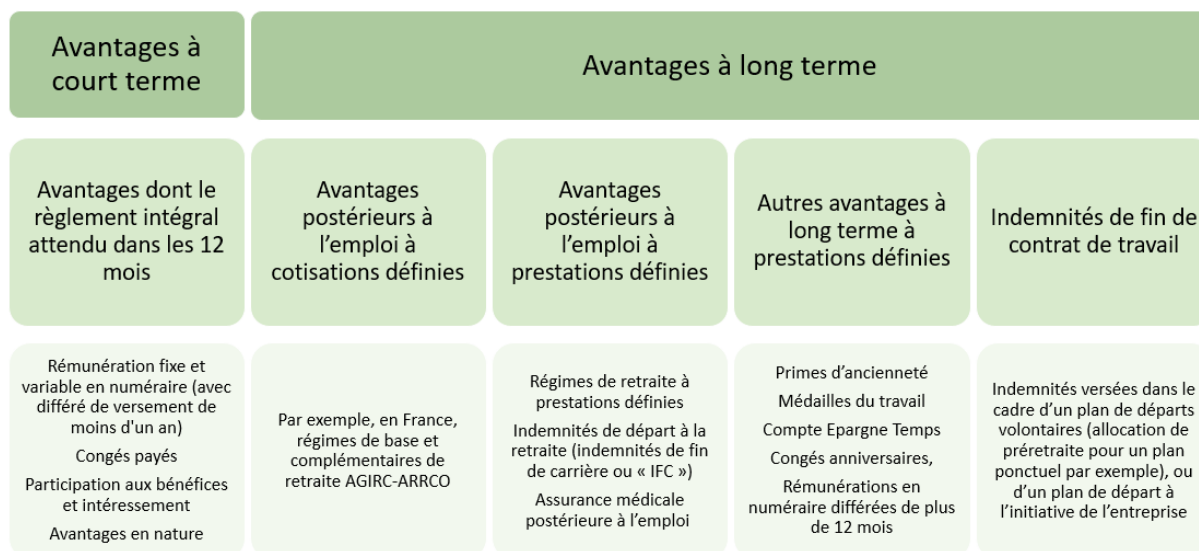 Avantages à
court terme
Avantages à long terme
Avantages dont le
règlement intégral
attendu dans les 12
mois
Avantages
postérieurs à
l’emploi à
cotisations définies
Avantages
postérieurs à
l’emploi à
prestations définies
Autres avantages à
long terme à
prestations définies
Indemnités de fin de
contrat de travail
Rémunération fixe et
variable en numéraire (avec
différé de versement de
moins d'un an)
Congés payés
Participation aux bénéfices
et intéressement
Avantages en nature
Par exemple, en France,
régimes de base et
complémentaires de
retraite AGIRC-ARRCO
Régimes de retraite à
prestations définies
Indemnités de départ à la
retraite (indemnités de
fin de carrière ou « IFC »)
Assurance médicale
postérieure à l’emploi
Primes d’ancienneté
Médailles du travail
Compte Epargne Temps
Congés anniversaires,
Rémunérations en
numéraire différées de plus
de 12 mois
Indemnités versées dans le
cadre d’un plan de départs
volontaires (allocation de
préretraite pour un plan
ponctuel par exemple), ou
d’un plan de départ à
l’initiative de l’entreprise